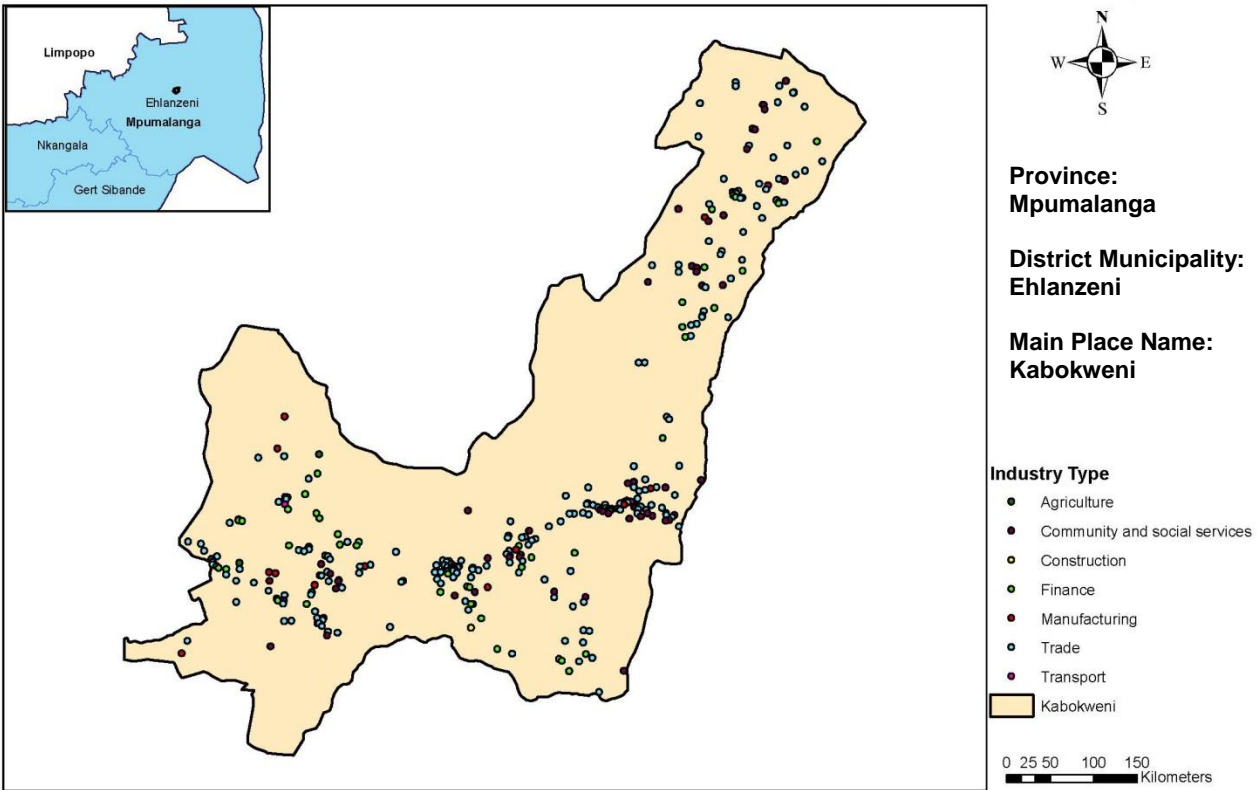 Limpopo
Ehlanzeni
Mpumalanga
Nkangala
Gert Sibande
N
W E
S
Province:
Mpumalanga
District Municipality:
Ehlanzeni
Main Place Name:
Kabokweni
Industry Type
Agriculture
Community and social services
Construction
Finance
Manufacturing
Trade
Transport
Kabokweni
0 25 50 100 150
Kilometers